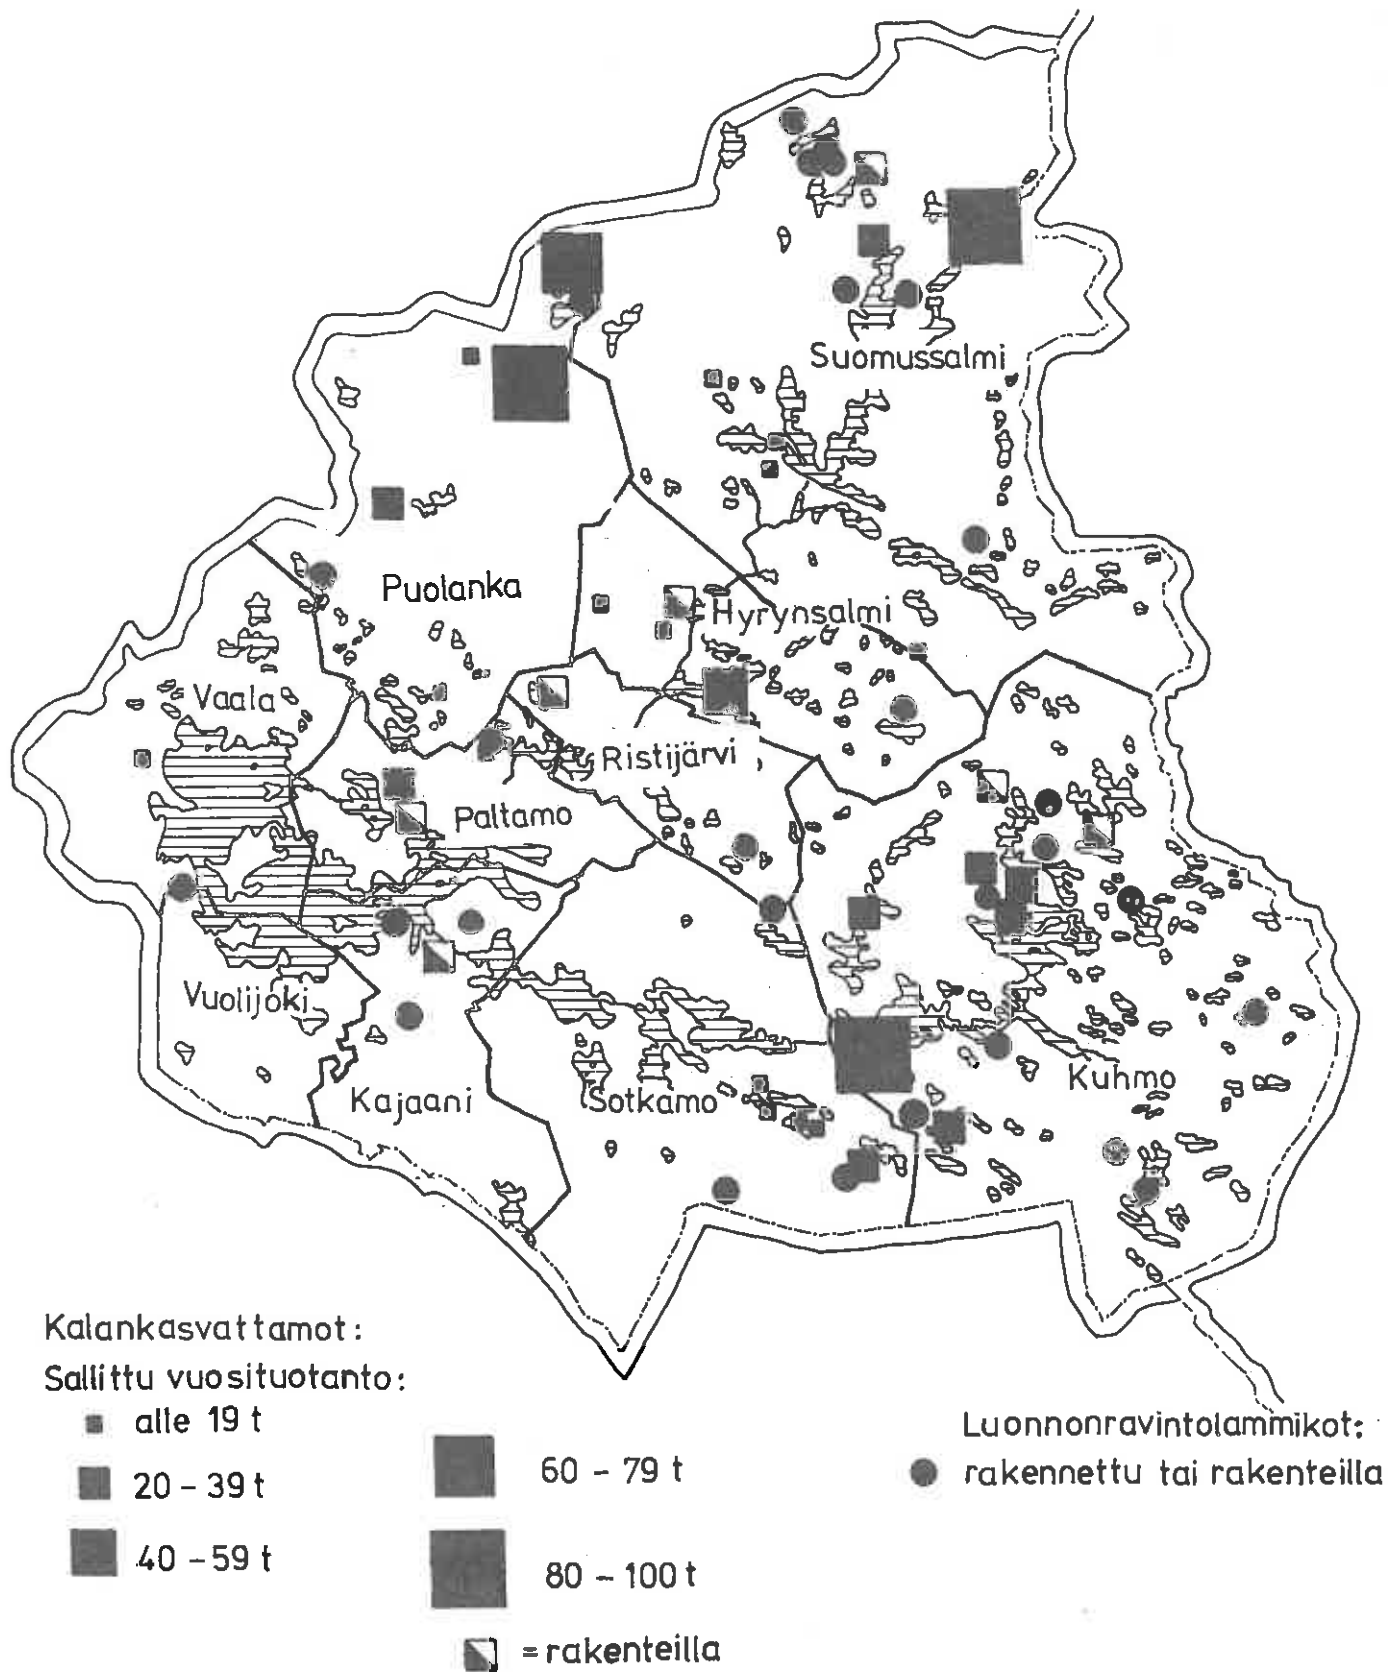 Suomussalmi
Puolanka
Hyrynsalmi
Vaala
Ristijärvi
Paltamo
Vuolijoki
Kajaani
Sotkamo
Kuhmo
Kalankasvattamot:
Sallittu vuosituotanto:
alle 19 t
20 - 39 t
40 - 59 t
60 - 79 t
80 - 100 t
= rakenteilla
Luonnonravintolammikot:
rakennettu tai rakenteilla